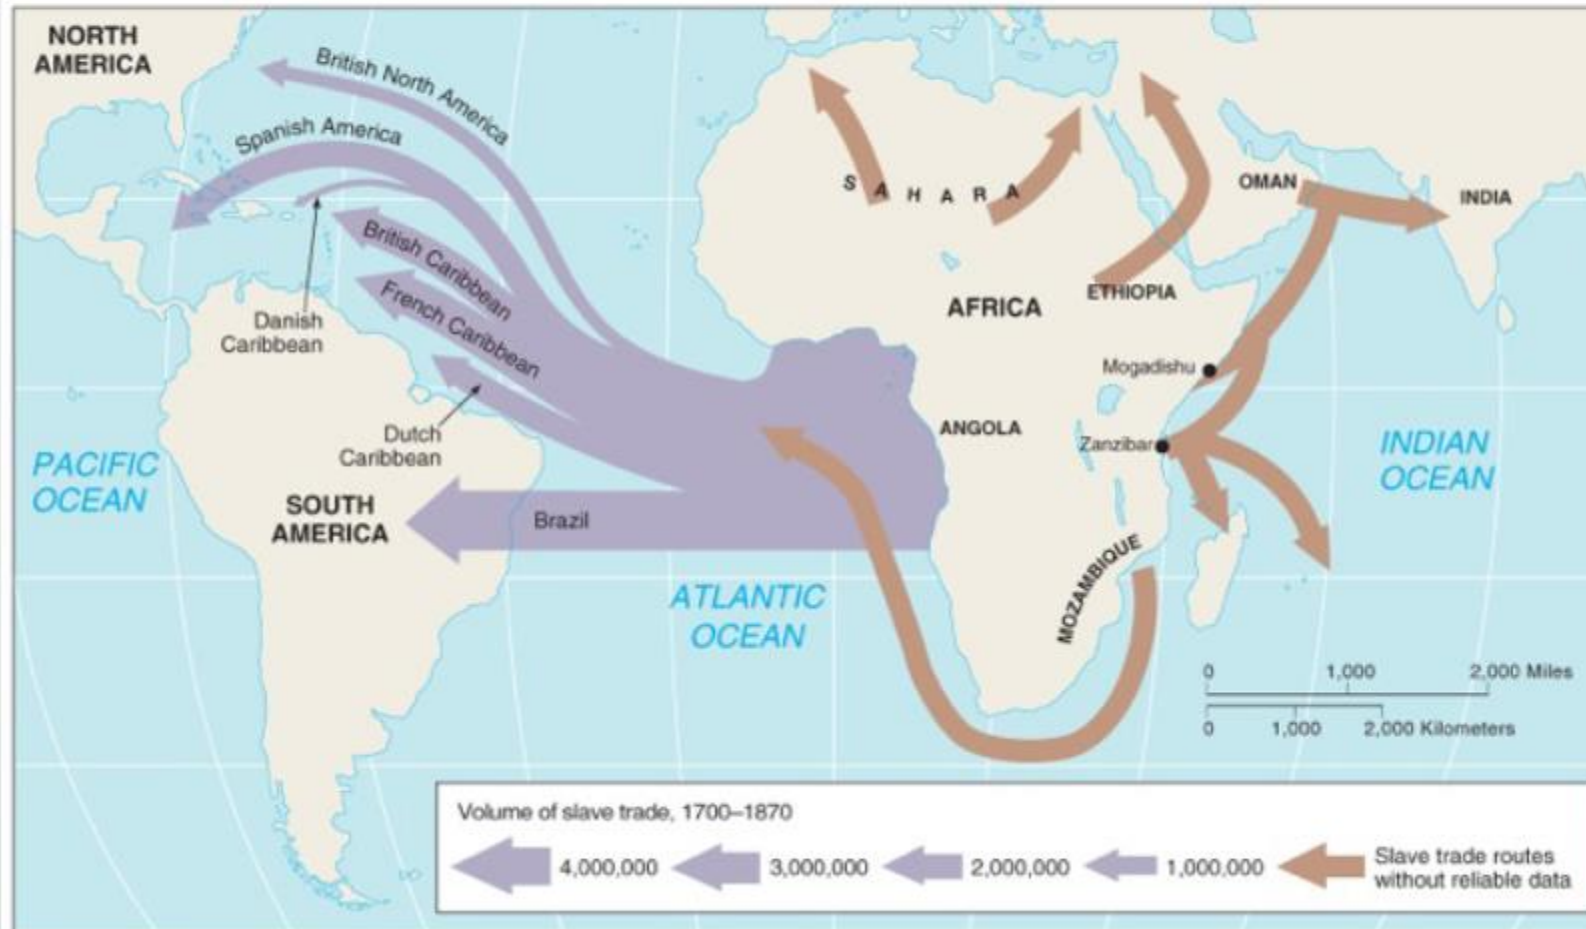 NORTH
AMERICA
British North America
Spanish America
British Caribbean
French Caribbean
Danish
Caribbean
Dutch
Caribbean
Brazil
SOUTH
AMERICA
PACIFIC
OCEAN
ATLANTIC
OCEAN
SAHARA
AFRICA
ETHIOPIA
OMAN
INDIA
Mogadishu
ANGOLA
Zanzibar
MOZAMBIQUE
INDIAN
OCEAN
0 1,000 2,000 Miles
0 1,000 2,000 Kilometers
Volume of slave trade, 1700–1870
4,000,000 3,000,000 2,000,000 1,000,000 Slave trade routes
without reliable data